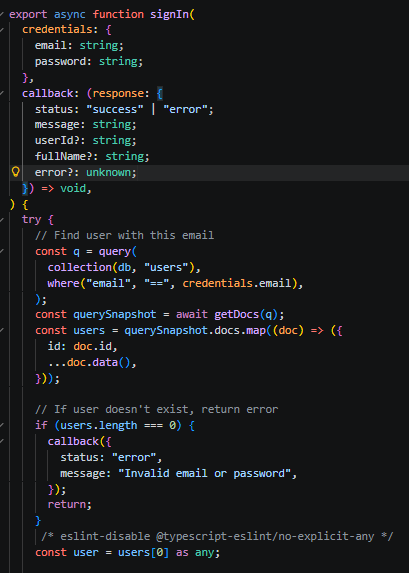 export async function signIn(
  credentials: {
    email: string;
    password: string;
  },
  callback: (response: {
    status: "success" | "error";
    message: string;
    userId?: string;
    fullName?: string;
    error?: unknown;
  }) => void,
) {
  try {
    // Find user with this email
    const q = query(
      collection(db, "users"),
      where("email", "==", credentials.email),
    );
    const querySnapshot = await getDocs(q);
    const users = querySnapshot.docs.map((doc) => ({
      id: doc.id,
      ...doc.data(),
    }));

    // If user doesn't exist, return error
    if (users.length === 0) {
      callback({
        status: "error",
        message: "Invalid email or password",
      });
      return;
    }
     /* eslint-disable @typescript-eslint/no-explicit-any */
    const user = users[0] as any;